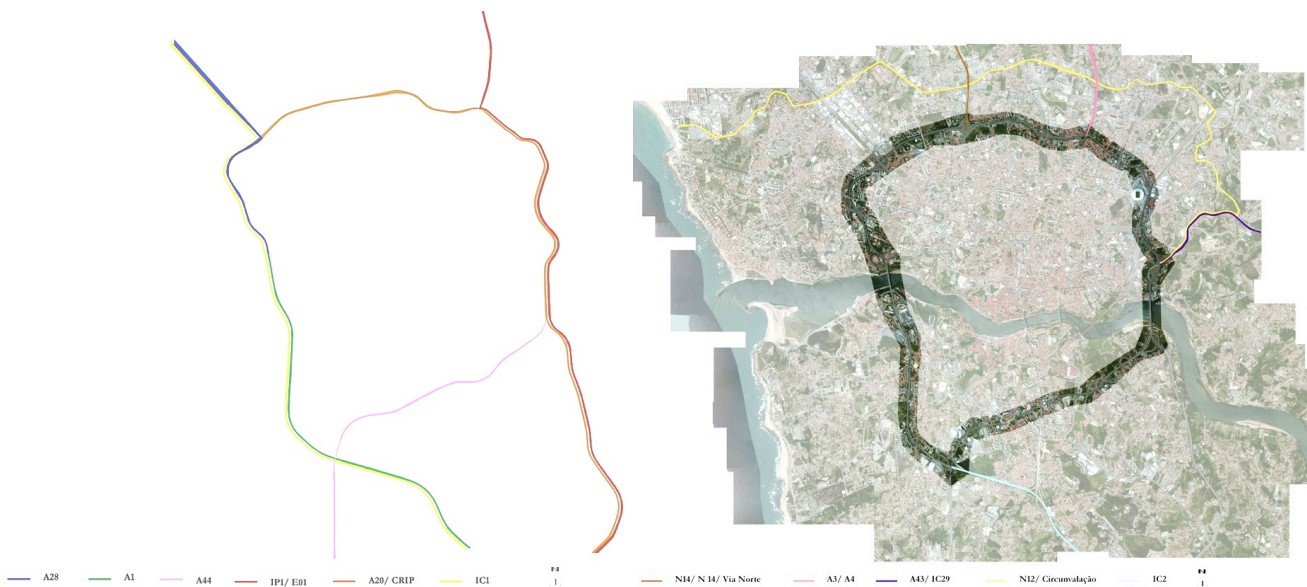 A28 A1 A44 IP1/ E01 A20/ CRIP IC1 N
N14/ N 14/ Via Norte A3/ A4 A43/ IC29 N12/ Circunvalação IC2 N